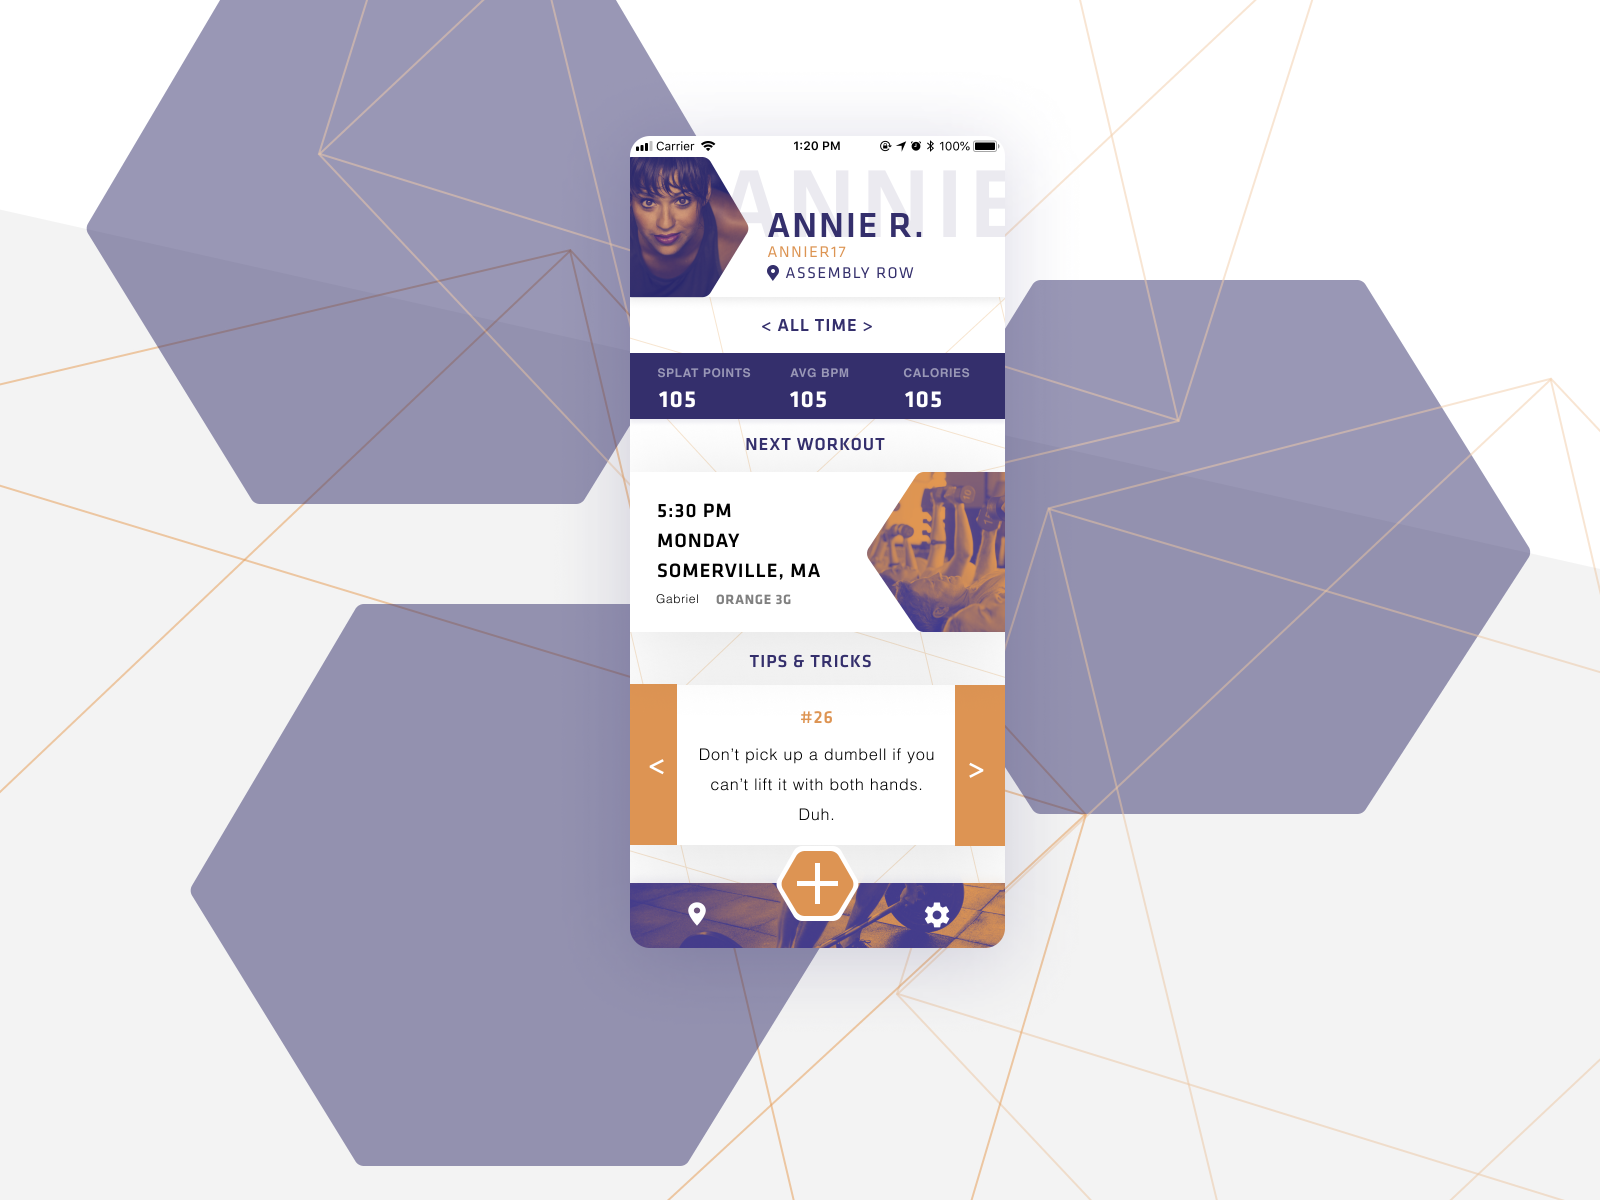 Carrier 1:20 PM 100%
ANNIE
ANNIE R.
ANNIER17
ASSEMBLY ROW
< ALL TIME >
SPLAT POINTS AVG BPM CALORIES
105 105 105
NEXT WORKOUT
5:30 PM
MONDAY
SOMERVILLE, MA
Gabriel ORANGE 3G
TIPS & TRICKS
#26
< >
Don't pick up a dumbell if you
can't lift it with both hands.
Duh.